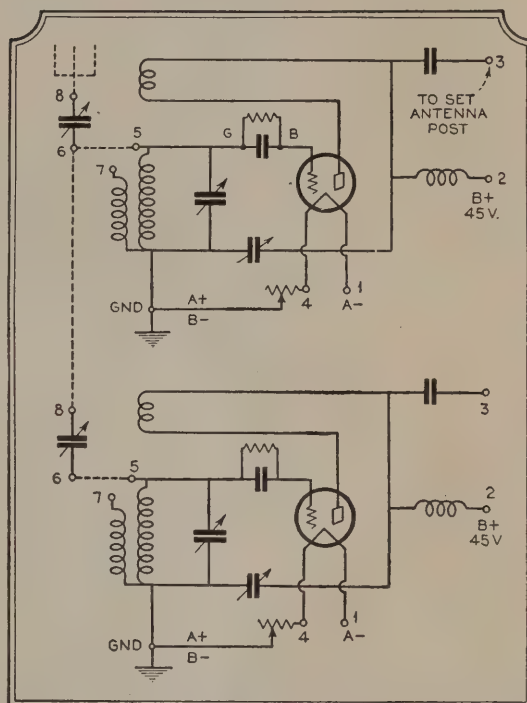 8
3
TO SET
ANTENNA
POST
6
5
G
B
7
2
B+
45 V.
GND
A+
B-
4
1
A-
8
3
6
5
7
2
B+
45 V
GND
A+
B-
4
1
A-